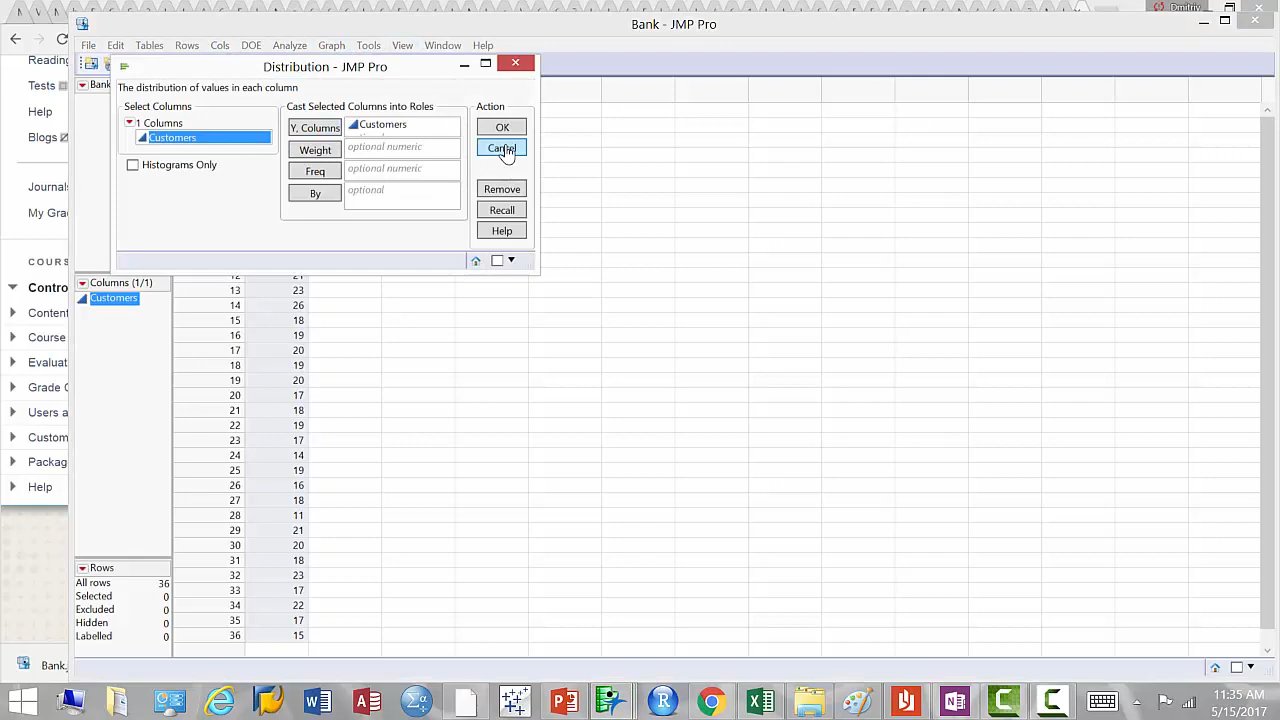 Dmitriy
Bank - JMP Pro
File Edit Tables Rows Cols DOE Analyze Graph Tools View Window Help
Reading
Tests
Help
Blogs
Journals
My Gra
COURS
Contro
Content
Course
Evaluat
Grade C
Users a
Custom
Packag
Help
Bank
Distribution - JMP Pro
The distribution of values in each column
Select Columns
1 Columns
Customers
Histograms Only
Cast Selected Columns into Roles
Y, Columns Customers
Weight optional numeric
Freq optional numeric
By optional
Action
OK
Cancel
Remove
Recall
Help
Columns (1/1)
Customers
12 21
13 23
14 26
15 18
16 19
17 20
18 19
19 20
20 17
21 18
22 19
23 17
24 14
25 19
26 16
27 18
28 11
29 21
30 20
31 18
32 23
33 17
34 22
35 17
36 15
Rows
All rows 36
Selected 0
Excluded 0
Hidden 0
Labelled 0
Bank
11:35 AM
5/15/2017